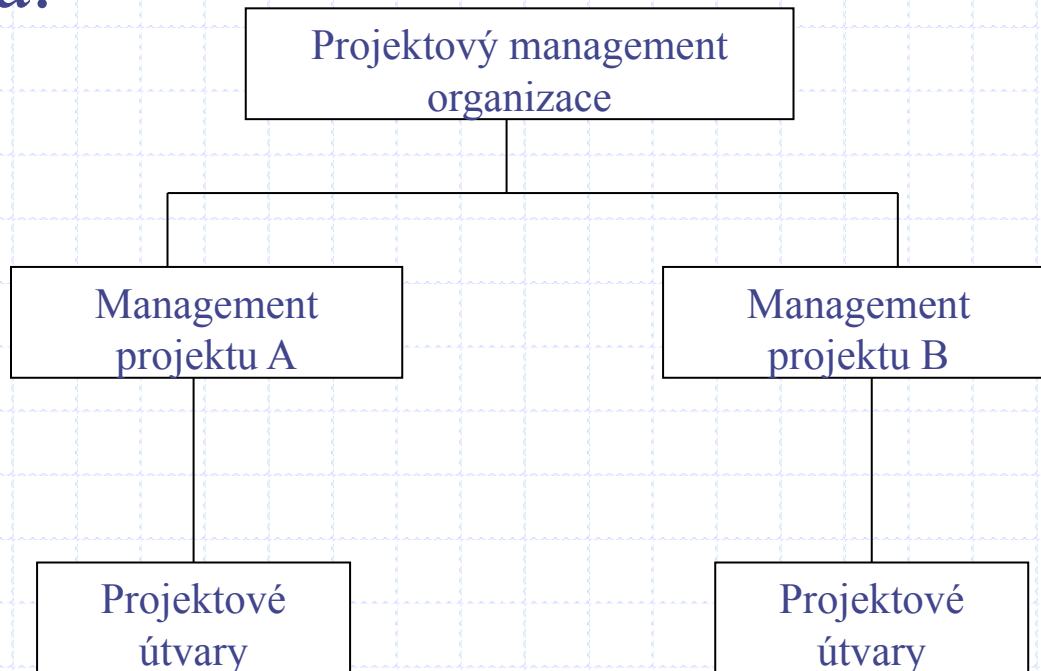 Projektový management
organizace
Management
projektu A
Management
projektu B
Projektové
útvary
Projektové
útvary